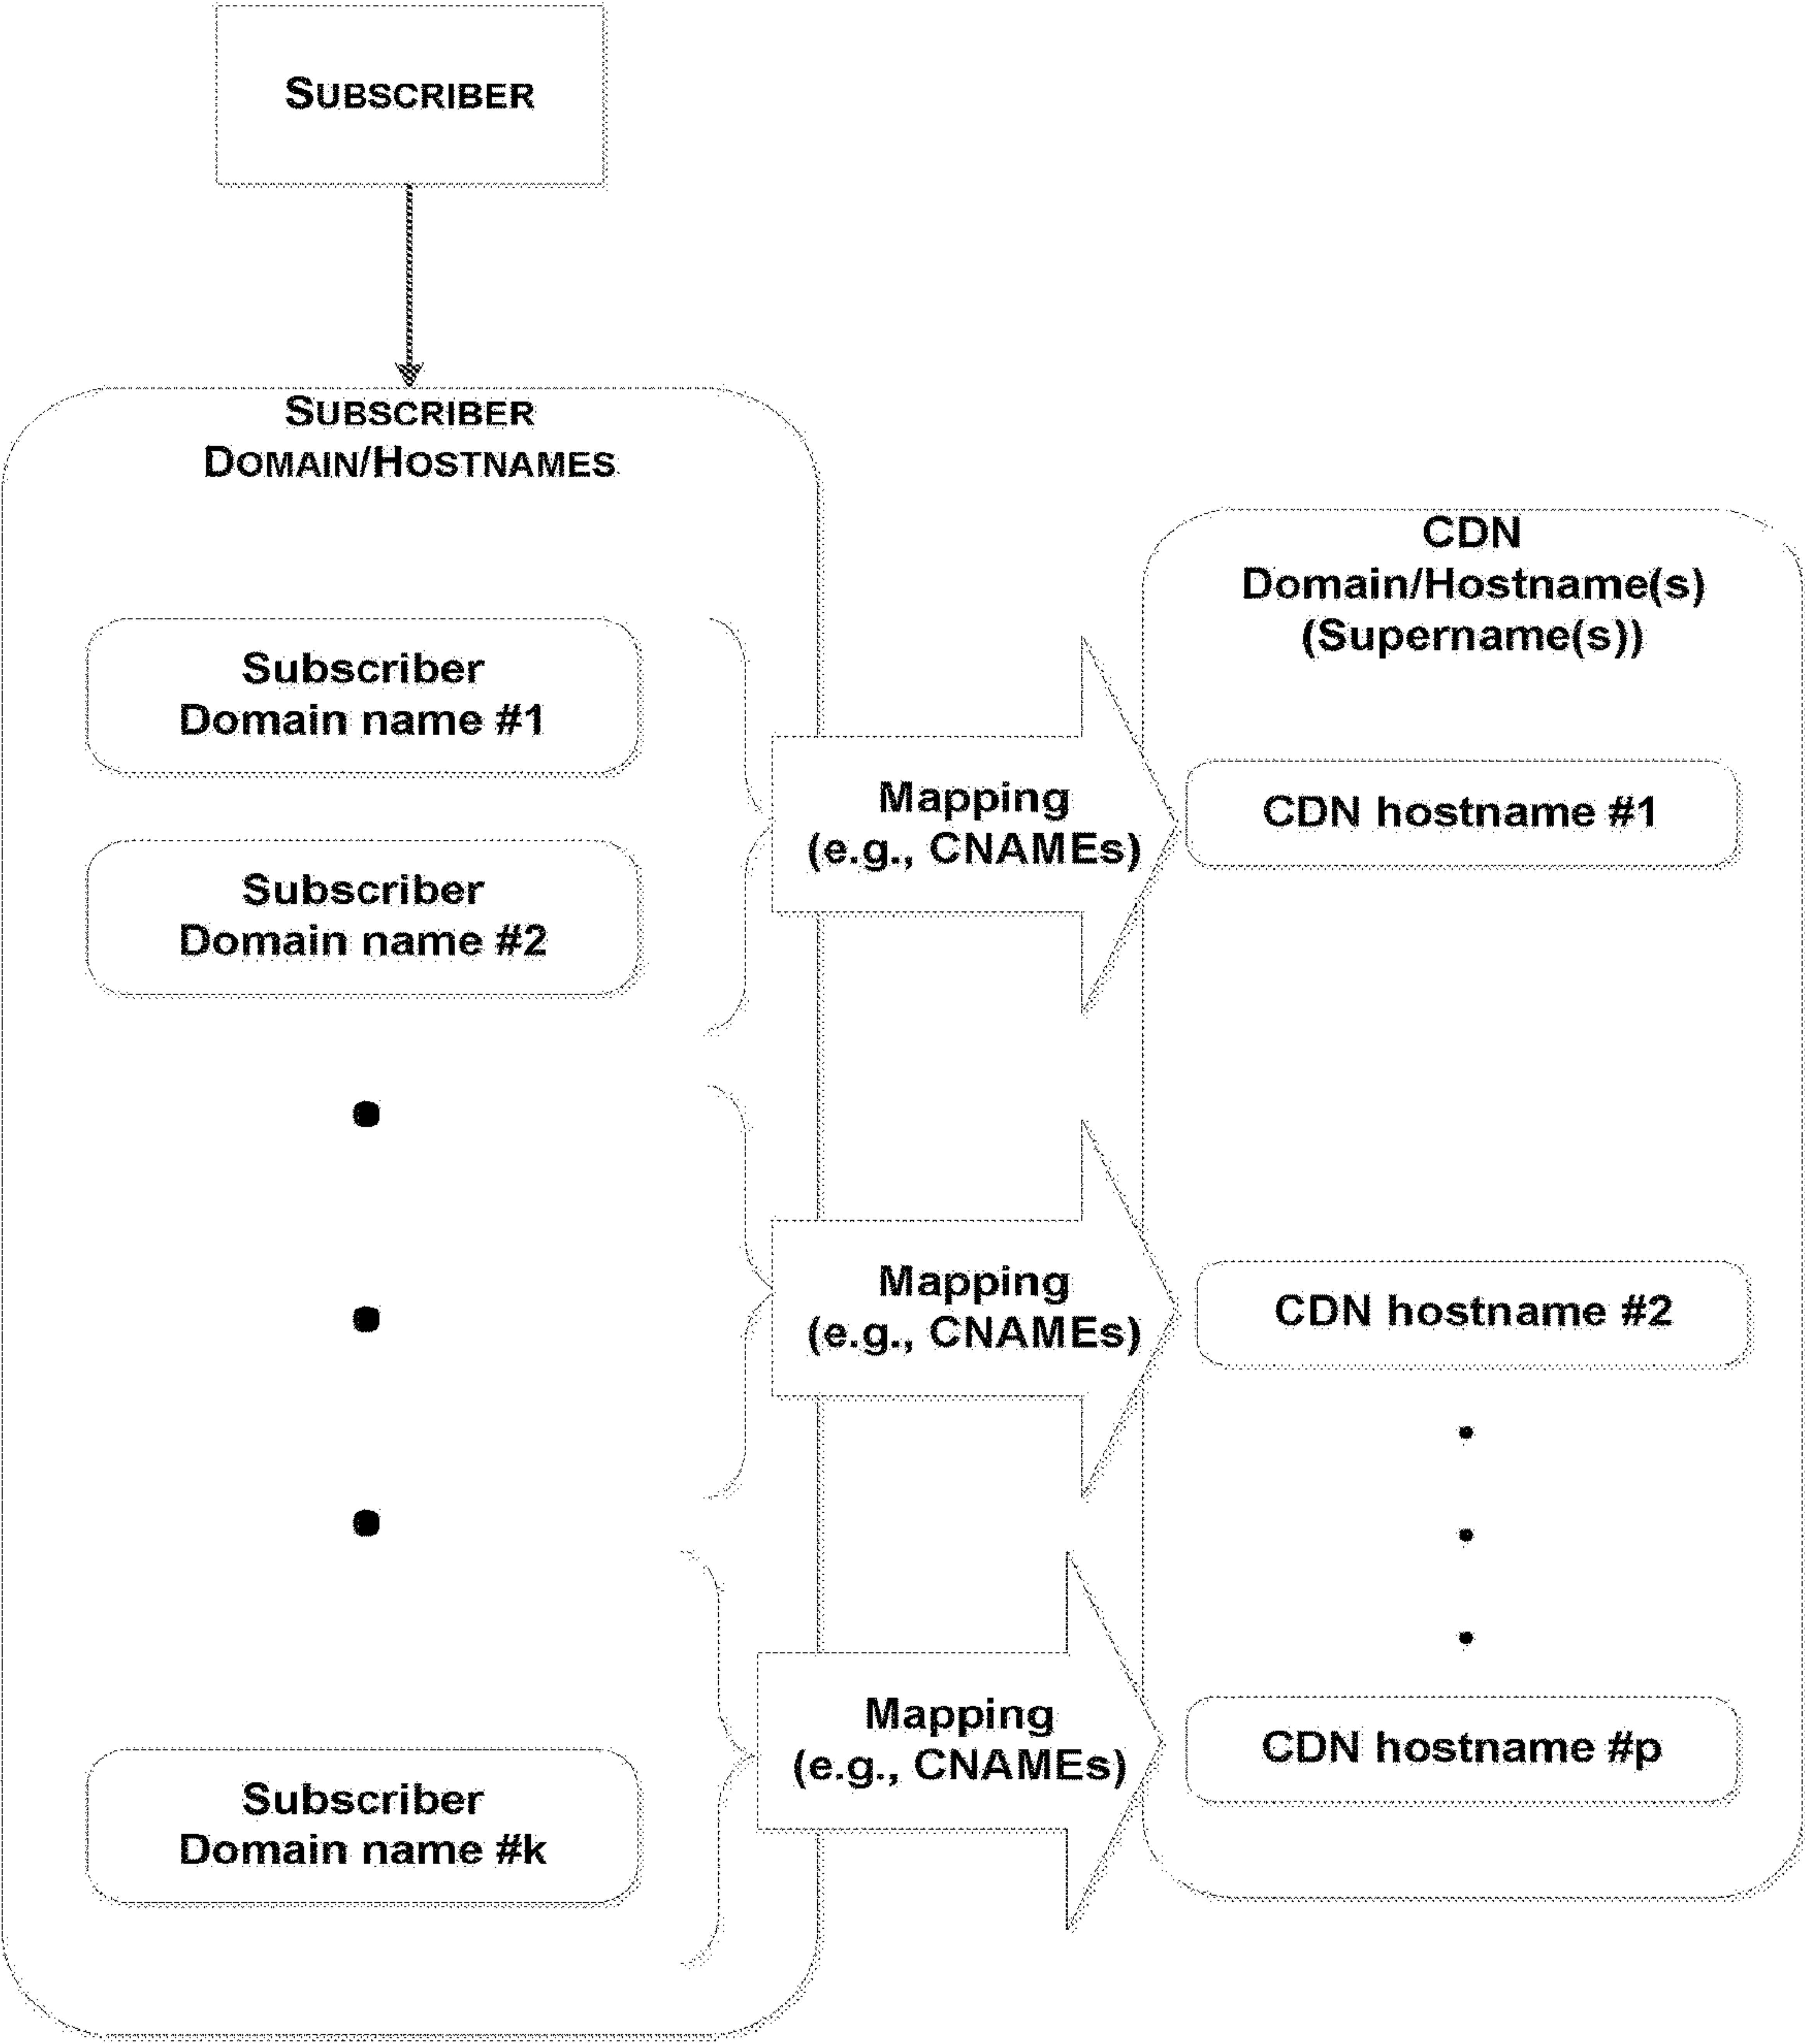 SUBSCRIBER
SUBSCRIBER
DOMAIN/HOSTNAMES
Subscriber
Domain name #1
Subscriber
Domain name #2
Subscriber
Domain name #k
Mapping
(e.g., CNAMEs)
Mapping
(e.g., CNAMEs)
Mapping
(e.g., CNAMEs)
CDN
Domain/Hostname(s)
(Supername(s))
CDN hostname #1
CDN hostname #2
CDN hostname #p